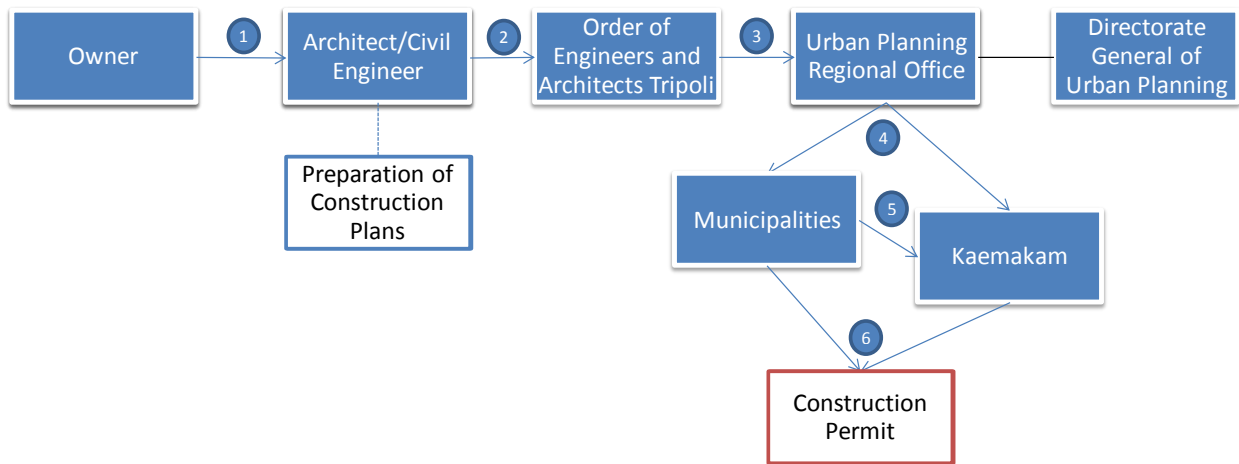 Owner
1
Architect/Civil
Engineer
2
Order of
Engineers and
Architects Tripoli
3
Urban Planning
Regional Office
Directorate
General of
Urban Planning
Preparation of
Construction
Plans
4
Municipalities
5
Kaemakam
6
Construction
Permit